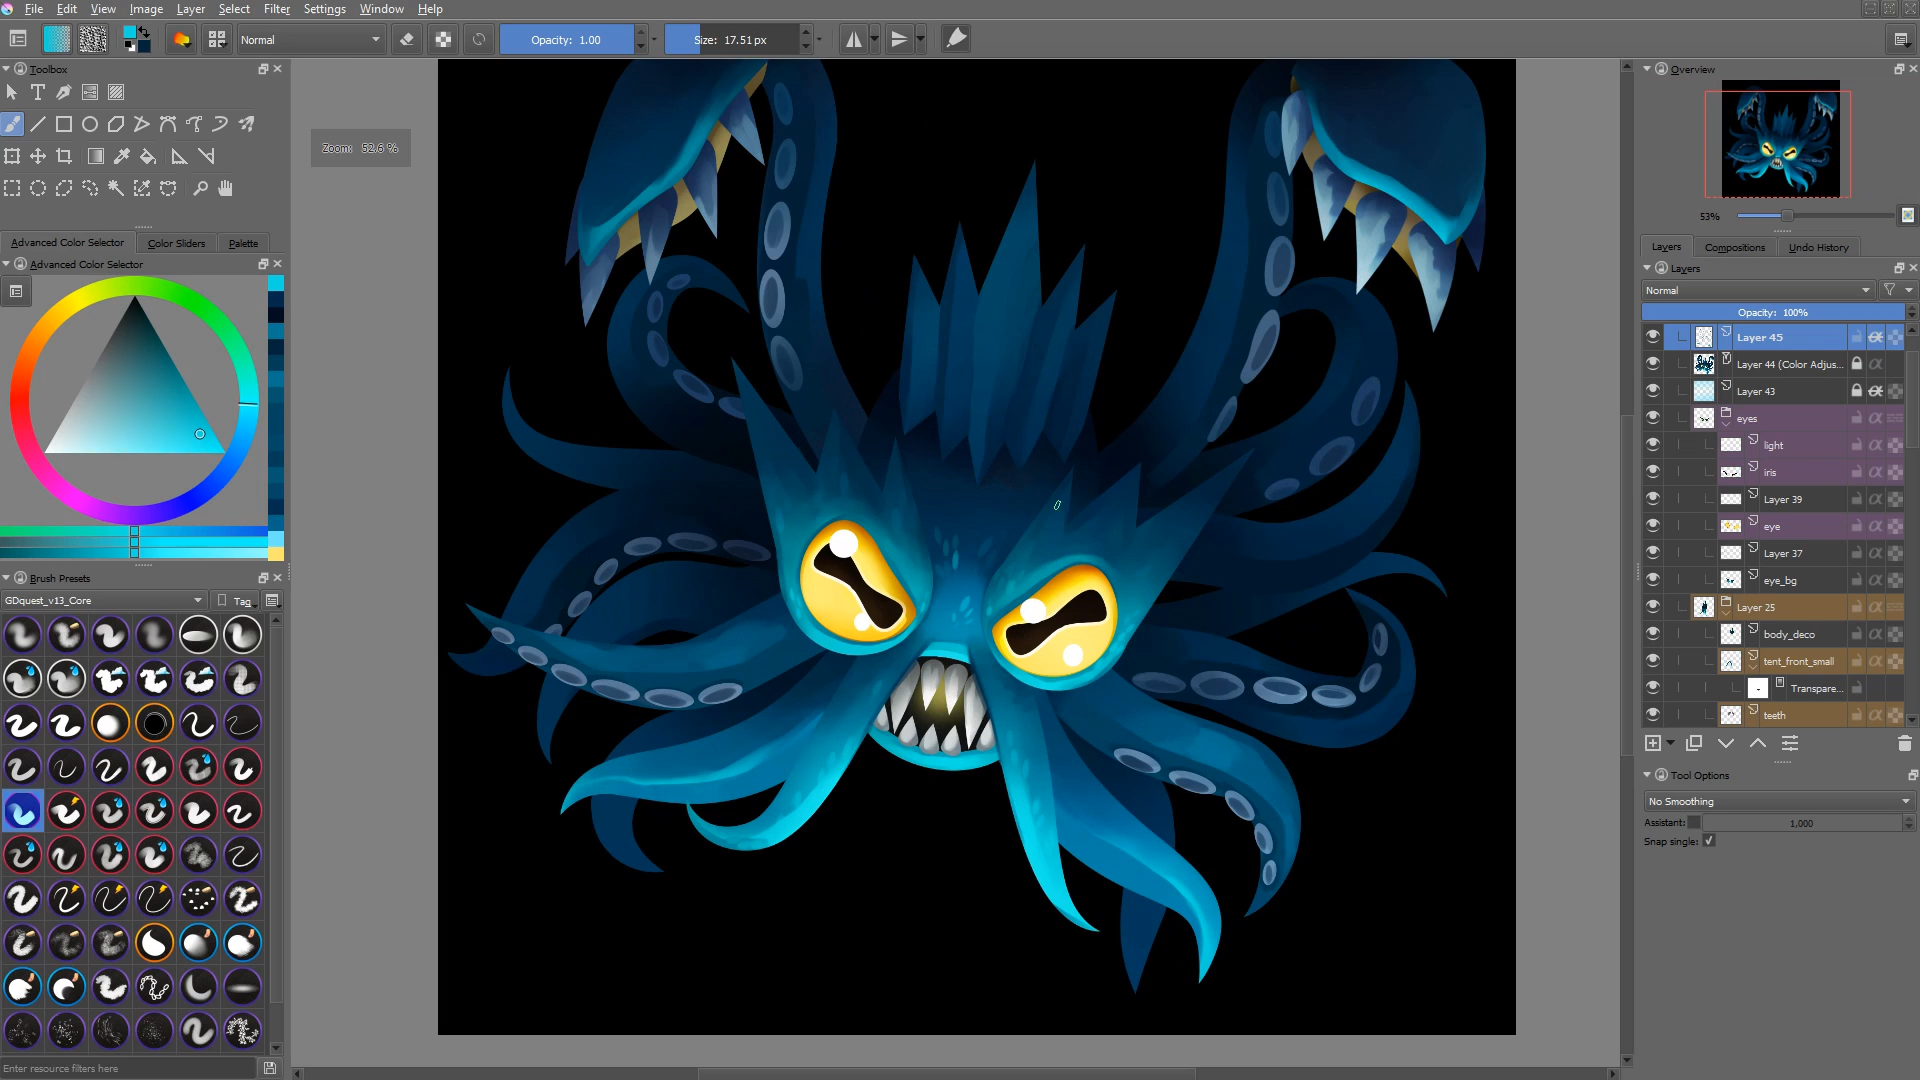 File Edit View Image Layer Select Filter Settings Window Help
Normal
Opacity: 1.00
Size: 17.51 px
Toolbox
Advanced Color Selector
Color Sliders
Palette
Advanced Color Selector
Brush Presets
GDquest_v13_Core
Tag
Enter resource filters here
Zoom: 52.6 %
Overview
53%
Layers
Compositions
Undo History
Layers
Normal
Opacity: 100%
Layer 45
Layer 44 (Color Adjus...
Layer 43
eyes
light
iris
Layer 39
eye
Layer 37
eye_bg
Layer 25
body_deco
tent_front_small
Transpare...
teeth
Tool Options
No Smoothing
Assistant:
1,000
Snap single: